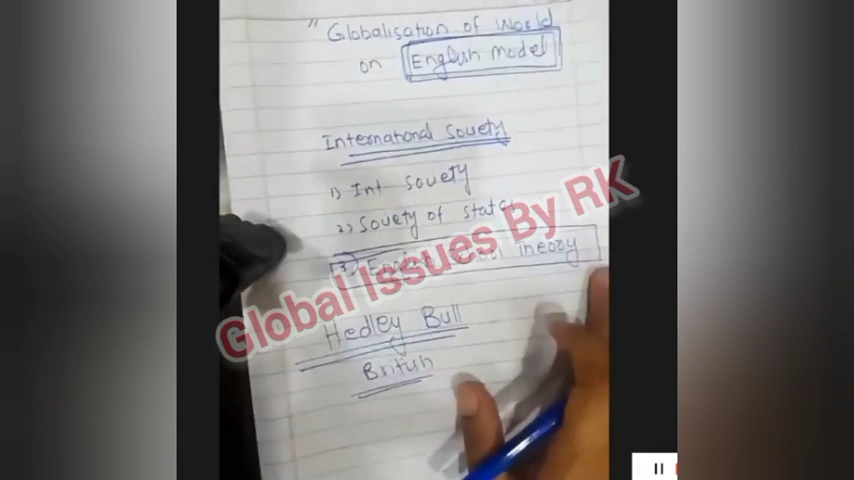 " Globalisation of World
on English Model
International Society
1) Int Society
2) Society of state
3) English School Theory
Hedley Bull
British
Global Issues By RK